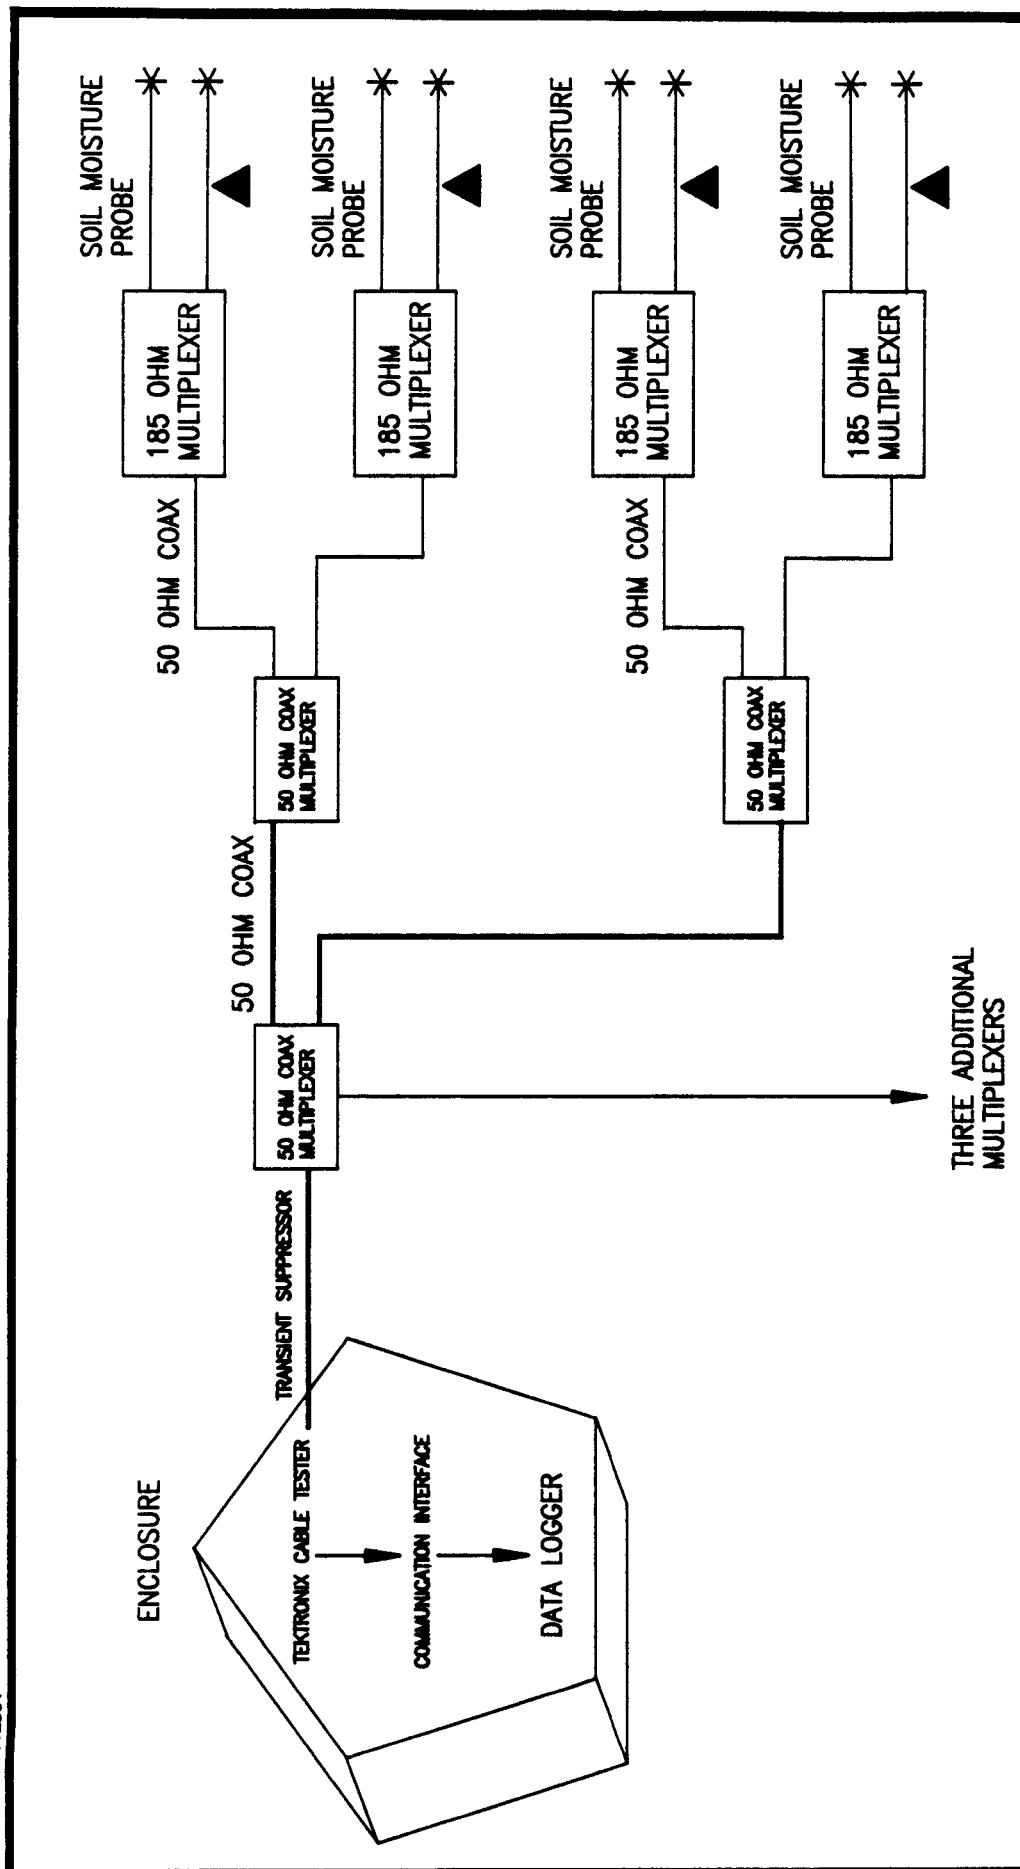 SOIL MOISTURE
PROBE
SOIL MOISTURE
PROBE
SOIL MOISTURE
PROBE
SOIL MOISTURE
PROBE
185 OHM
MULTIPLEXER
185 OHM
MULTIPLEXER
185 OHM
MULTIPLEXER
185 OHM
MULTIPLEXER
50 OHM COAX
50 OHM COAX
50 OHM COAX
MULTIPLEXER
50 OHM COAX
MULTIPLEXER
50 OHM COAX
50 OHM COAX
MULTIPLEXER
THREE ADDITIONAL
MULTIPLEXERS
TRANSIENT SUPPRESSOR
ENCLOSURE
TEKTRONIX CABLE TESTER
COMMUNICATION INTERFACE
DATA LOGGER